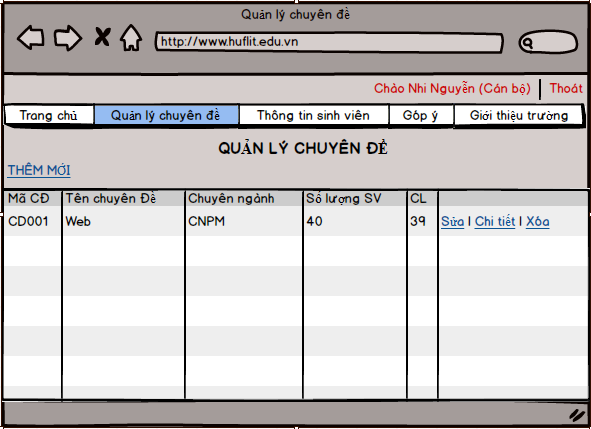 Quản lý chuyên đề
http://www.huflit.edu.vn
Chào Nhi Nguyễn (Cán bộ) Thoát
Trang chủ Quản lý chuyên đề Thông tin sinh viên Góp ý Giới thiệu trường
QUẢN LÝ CHUYÊN ĐỀ
THÊM MỚI
Mã CĐ Tên chuyên Đề Chuyên ngành Số lượng SV CL
CD001 Web CNPM 40 39 Sửa | Chi tiết | Xóa